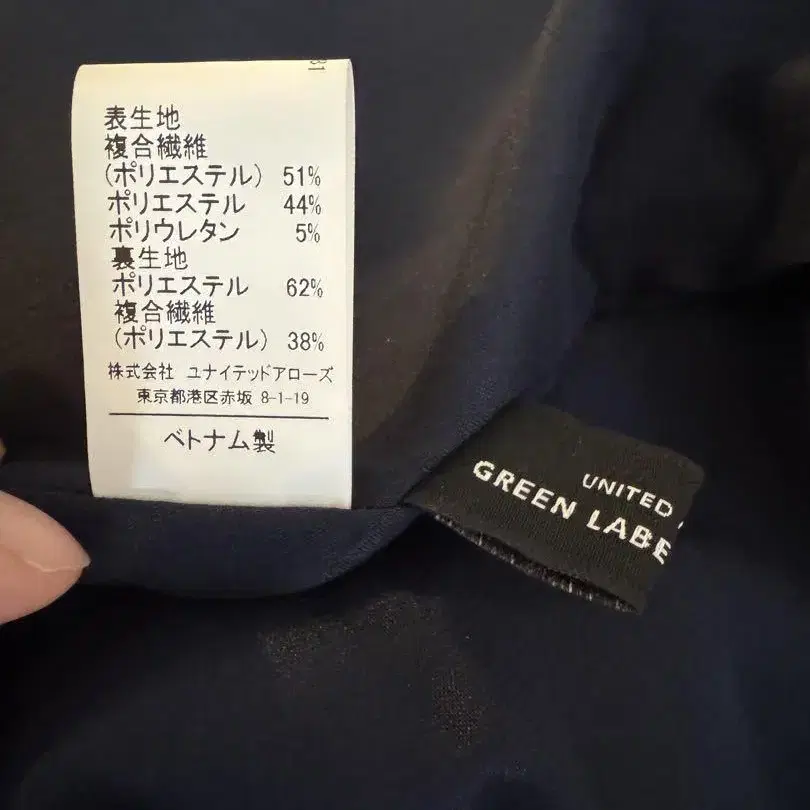 表生地
複合繊維
(ポリエステル) 51%
ポリエステル 44%
ポリウレタン 5%
裏生地
ポリエステル 62%
複合繊維
(ポリエステル) 38%
株式会社 ユナイテッドアローズ
東京都港区赤坂 8-1-19
ベトナム製
UNITED
GREEN LABE